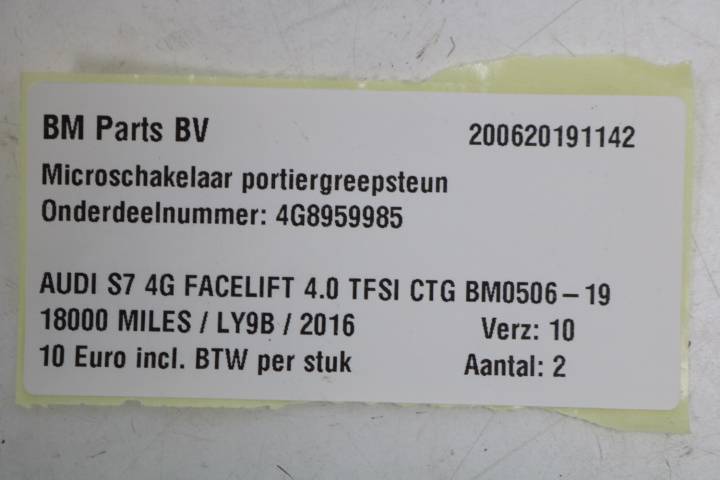 BM Parts BV 200620191142
Microschakelaar portiergreepsteun
Onderdeelnummer: 4G8959985
AUDI S7 4G FACELIFT 4.0 TFSI CTG BM0506-19
18000 MILES / LY9B / 2016 Verz: 10
10 Euro incl. BTW per stuk Aantal: 2